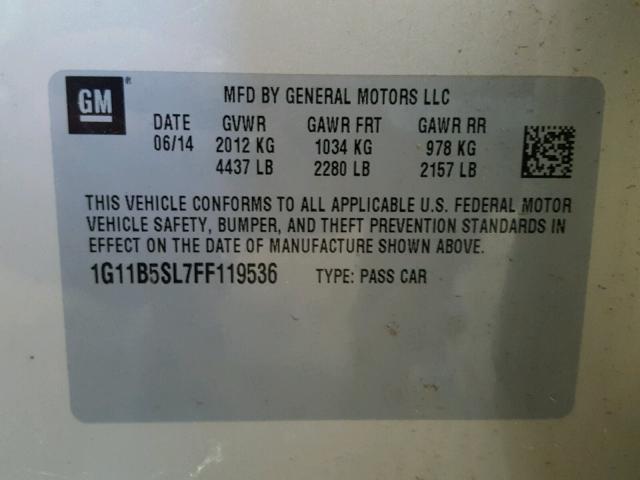 GM ®
MFD BY GENERAL MOTORS LLC
DATE GVWR GAWR FRT GAWR RR
06/14 2012 KG 1034 KG 978 KG
4437 LB 2280 LB 2157 LB
THIS VEHICLE CONFORMS TO ALL APPLICABLE U.S. FEDERAL MOTOR
VEHICLE SAFETY, BUMPER, AND THEFT PREVENTION STANDARDS IN
EFFECT ON THE DATE OF MANUFACTURE SHOWN ABOVE.
1G11B5SL7FF119536 TYPE: PASS CAR